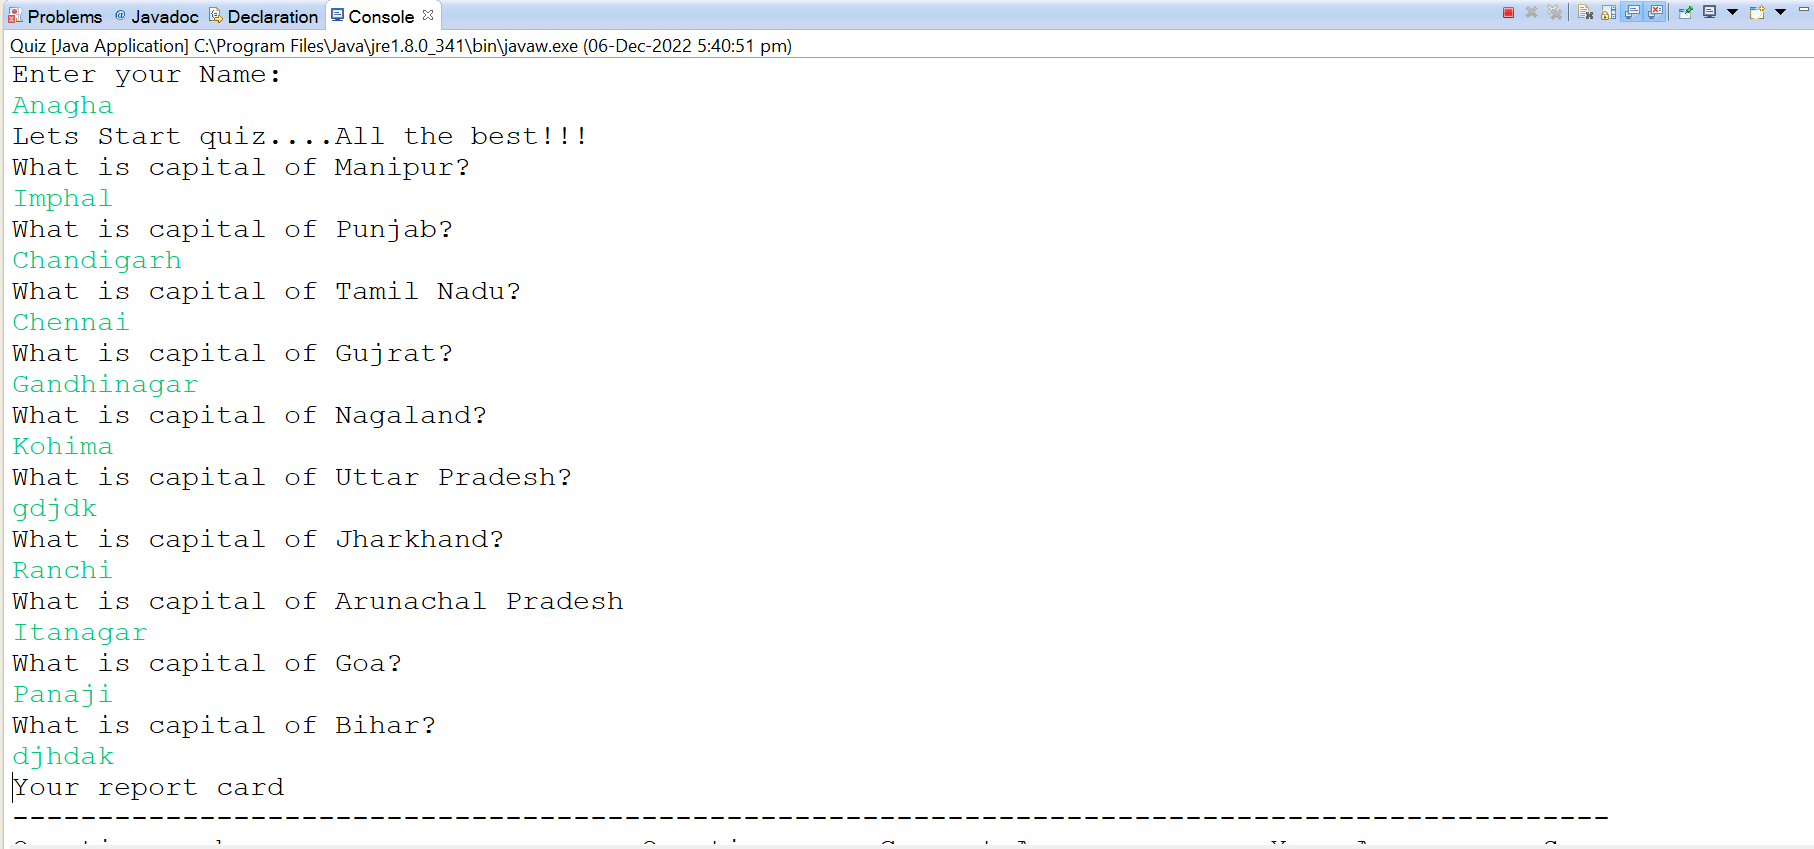 Problems @ Javadoc Declaration Console
Quiz [Java Application] C:\Program Files\Java\jre1.8.0_341\bin\javaw.exe (06-Dec-2022 5:40:51 pm)
Enter your Name:
Anagha
Lets Start quiz....All the best!!!
What is capital of Manipur?
Imphal
What is capital of Punjab?
Chandigarh
What is capital of Tamil Nadu?
Chennai
What is capital of Gujrat?
Gandhinagar
What is capital of Nagaland?
Kohima
What is capital of Uttar Pradesh?
gdjdk
What is capital of Jharkhand?
Ranchi
What is capital of Arunachal Pradesh
Itanagar
What is capital of Goa?
Panaji
What is capital of Bihar?
djhdak
Your report card
----------------------------------------------------------------------------------------------